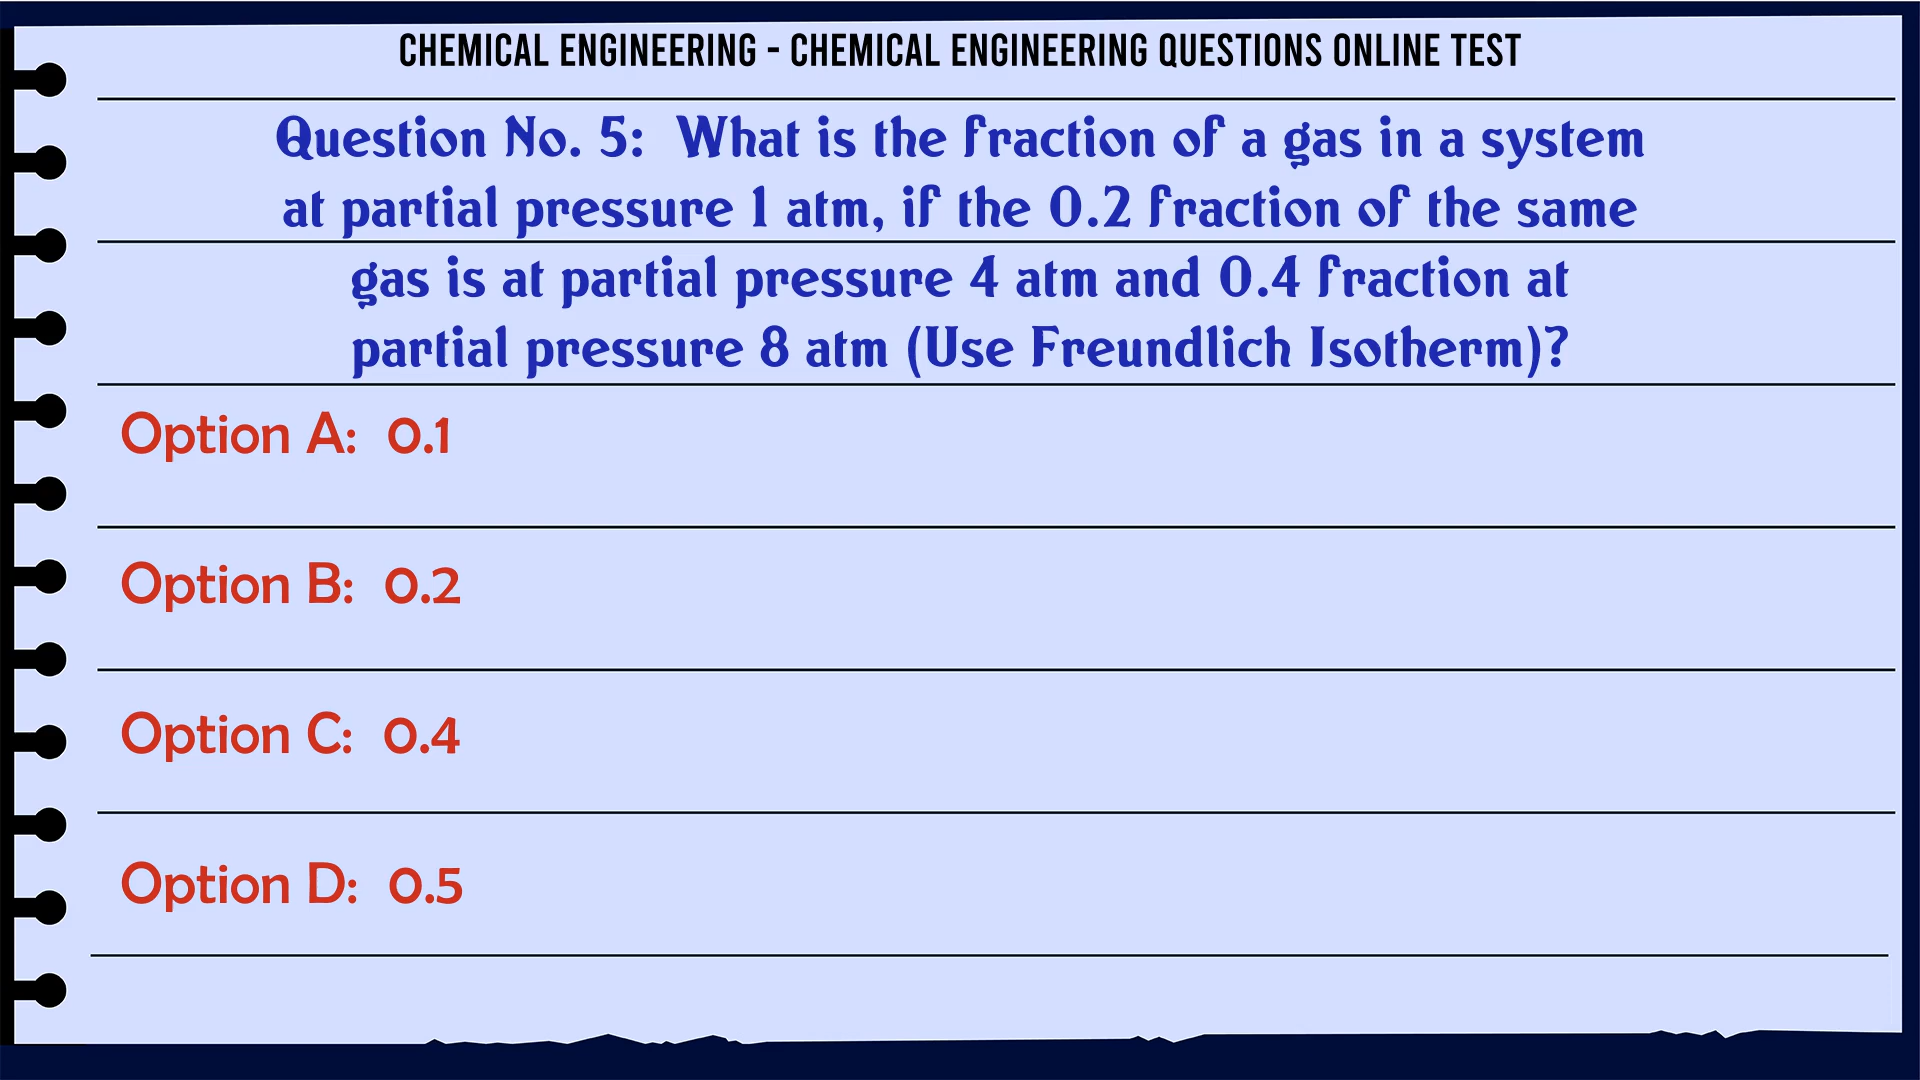 CHEMICAL ENGINEERING - CHEMICAL ENGINEERING QUESTIONS ONLINE TEST
Question No. 5: What is the fraction of a gas in a system
at partial pressure 1 atm, if the 0.2 fraction of the same
gas is at partial pressure 4 atm and 0.4 fraction at
partial pressure 8 atm (Use Freundlich Isotherm)?
Option A: 0.1
Option B: 0.2
Option C: 0.4
Option D: 0.5